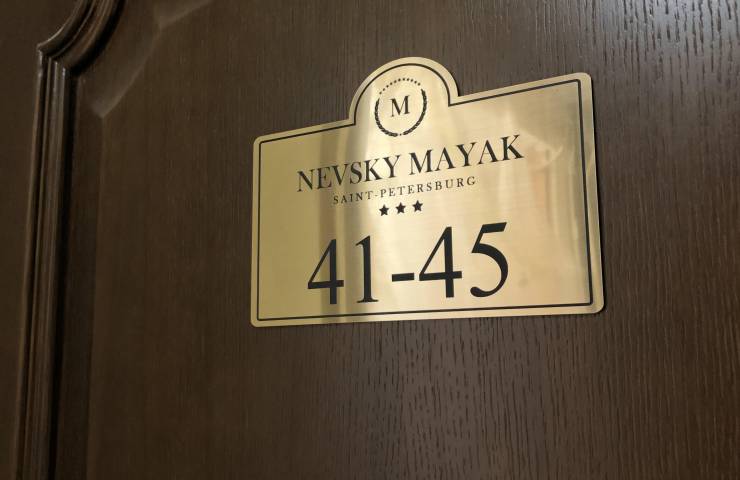 M
NEVSKY MAYAK
SAINT-PETERSBURG
41-45